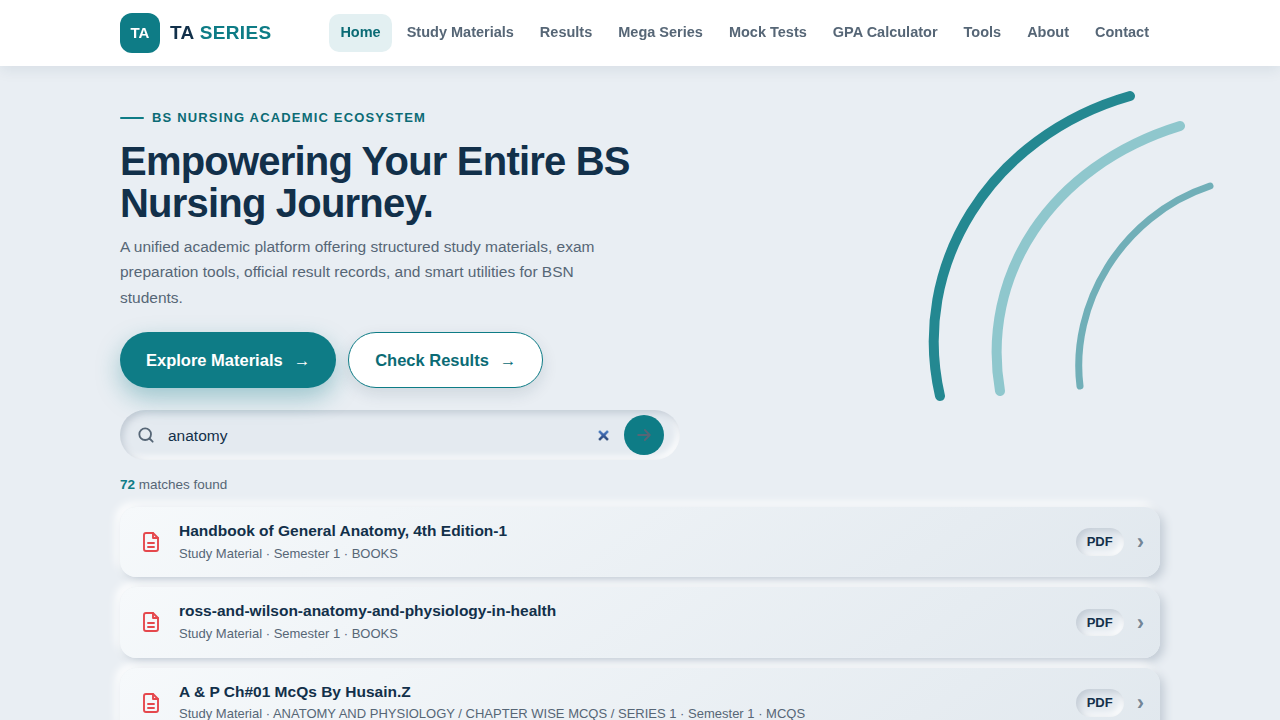 TA TA SERIES Home Study Materials Results Mega Series Mock Tests GPA Calculator Tools About Contact
BS NURSING ACADEMIC ECOSYSTEM
Empowering Your Entire BS
Nursing Journey.
A unified academic platform offering structured study materials, exam
preparation tools, official result records, and smart utilities for BSN
students.
Explore Materials → Check Results →
anatomy
72 matches found
Handbook of General Anatomy, 4th Edition-1
Study Material · Semester 1 · BOOKS
PDF ›
ross-and-wilson-anatomy-and-physiology-in-health
Study Material · Semester 1 · BOOKS
PDF ›
A & P Ch#01 McQs By Husain.Z
Study Material · ANATOMY AND PHYSIOLOGY / CHAPTER WISE MCQS / SERIES 1 · Semester 1 · MCQS
PDF ›